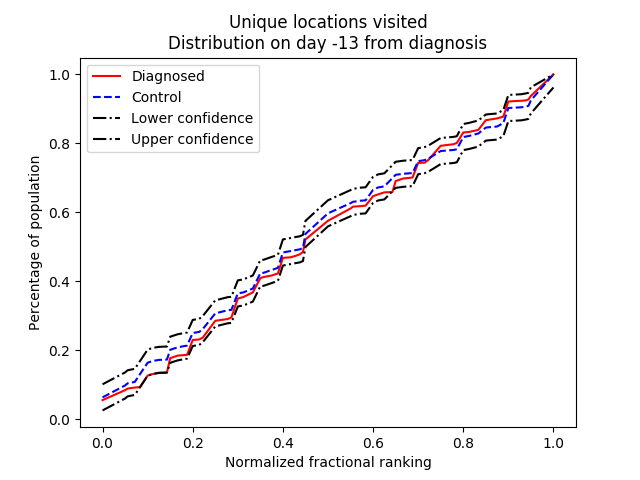 Unique locations visited
Distribution on day -13 from diagnosis
Diagnosed
Control
Lower confidence
Upper confidence
Percentage of population
1.0
0.8
0.6
0.4
0.2
0.0
0.0 0.2 0.4 0.6 0.8 1.0
Normalized fractional ranking